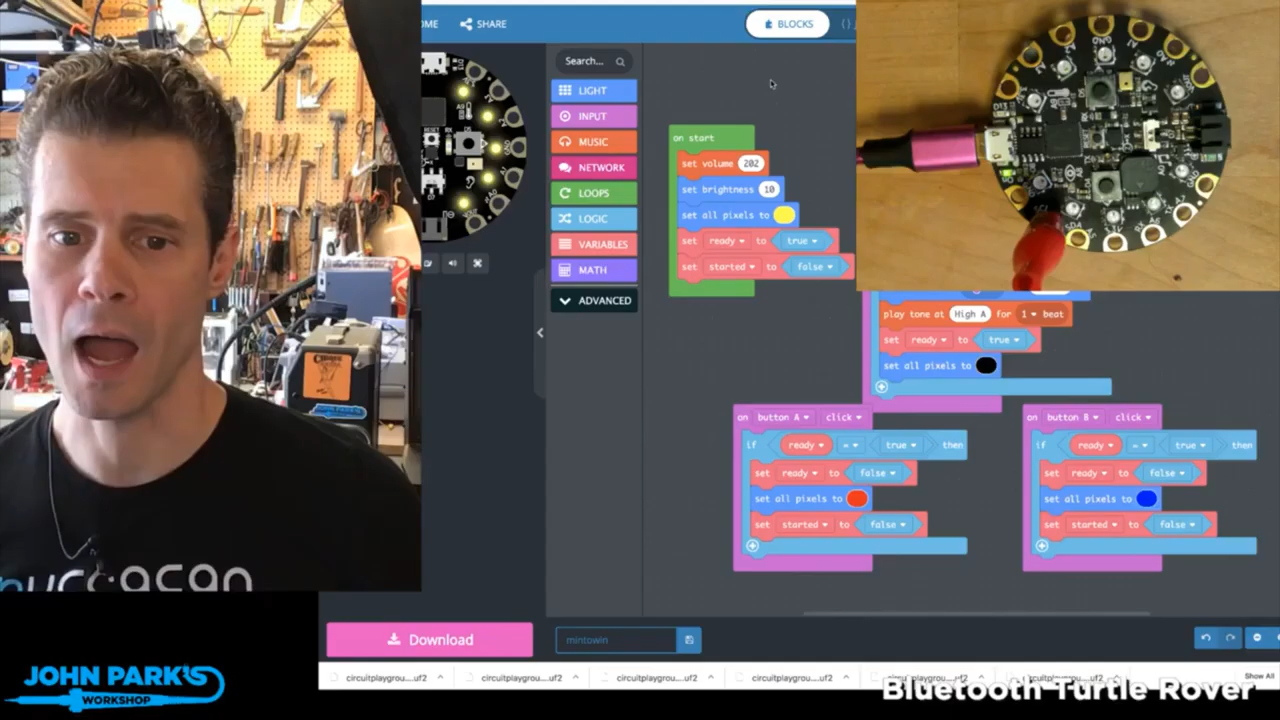 OME
SHARE
BLOCKS
Search...
LIGHT
INPUT
MUSIC
NETWORK
LOOPS
LOGIC
VARIABLES
MATH
ADVANCED
on start
set volume 202
set brightness 10
set all pixels to
set ready to true
set started to false
play tone at High A for 1 beat
set ready to true
set all pixels to
on button A click
if ready = true then
set ready to false
set all pixels to
set started to false
on button B click
if ready = true then
set ready to false
set all pixels to
set started to false
Download
mintowin
circuitplaygroun....uf2
circuitplaygroun....uf2
circuitplaygroun....uf2
circuitplaygroun....uf2
Show All
JOHN PARK'S
WORKSHOP
Bluetooth Turtle Rover